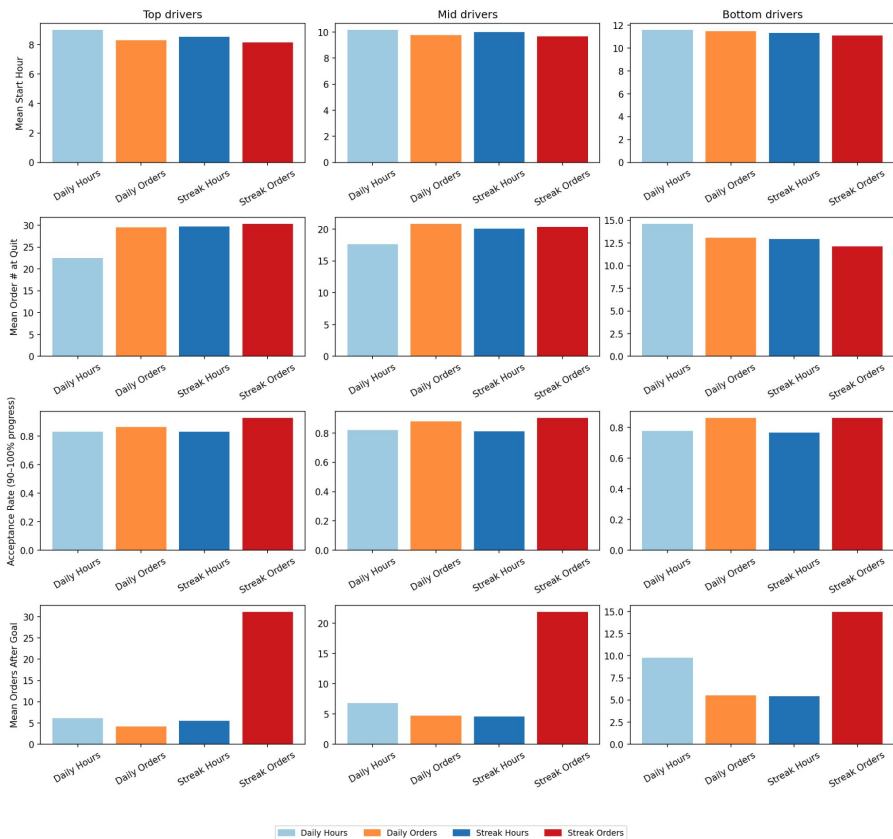 Top drivers
Mid drivers
Bottom drivers
Mean Start Hour
8
6
4
2
0
Daily Hours
Daily Orders
Streak Hours
Streak Orders
10
8
6
4
2
0
Daily Hours
Daily Orders
Streak Hours
Streak Orders
12
10
8
6
4
2
0
Daily Hours
Daily Orders
Streak Hours
Streak Orders
Mean Order # at Quit
30
25
20
15
10
5
0
Daily Hours
Daily Orders
Streak Hours
Streak Orders
20
15
10
5
0
Daily Hours
Daily Orders
Streak Hours
Streak Orders
15.0
12.5
10.0
7.5
5.0
2.5
0.0
Daily Hours
Daily Orders
Streak Hours
Streak Orders
Acceptance Rate (90–100% progress)
0.8
0.6
0.4
0.2
0.0
Daily Hours
Daily Orders
Streak Hours
Streak Orders
0.8
0.6
0.4
0.2
0.0
Daily Hours
Daily Orders
Streak Hours
Streak Orders
0.8
0.6
0.4
0.2
0.0
Daily Hours
Daily Orders
Streak Hours
Streak Orders
Mean Orders After Goal
30
25
20
15
10
5
0
Daily Hours
Daily Orders
Streak Hours
Streak Orders
20
15
10
5
0
Daily Hours
Daily Orders
Streak Hours
Streak Orders
15.0
12.5
10.0
7.5
5.0
2.5
0.0
Daily Hours
Daily Orders
Streak Hours
Streak Orders
Daily Hours Daily Orders Streak Hours Streak Orders